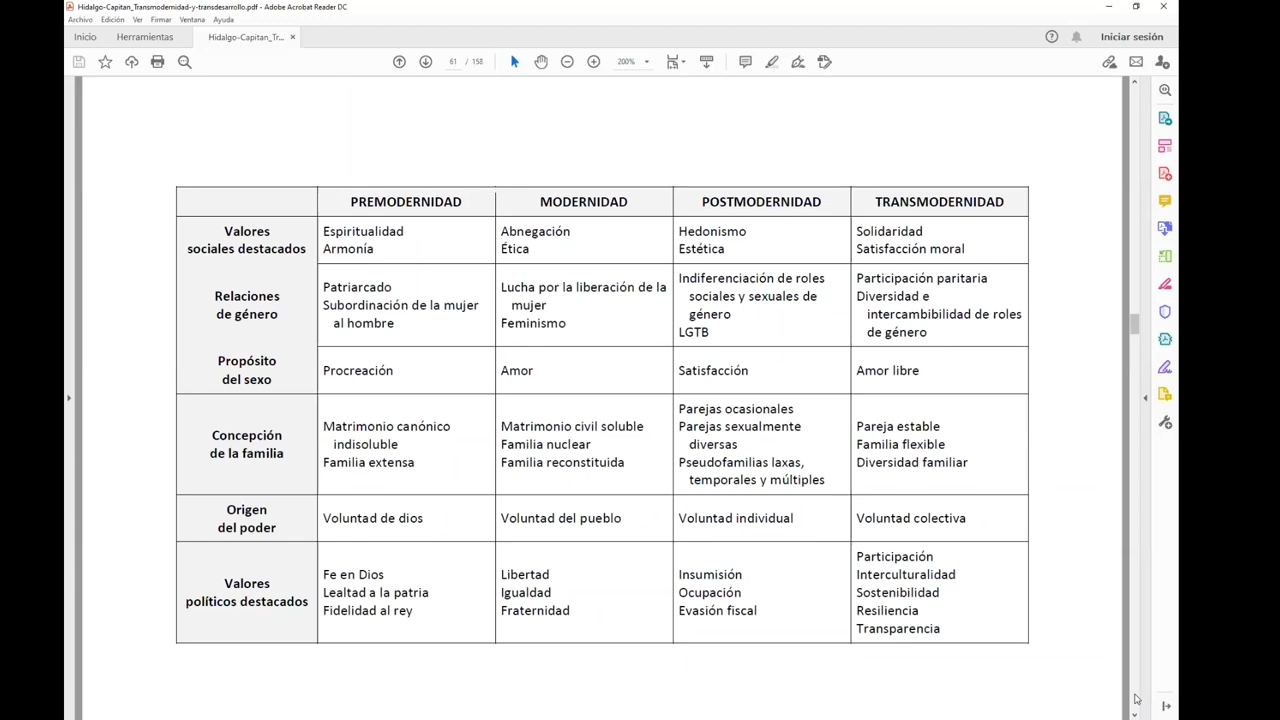 Hidalgo-Capitan_Transmodernidad-y-transdesarrollo.pdf - Adobe Acrobat Reader DC
Archivo Edición Ver Firmar Ventana Ayuda
Inicio Herramientas Hidalgo-Capitan_Tr... × Iniciar sesión
61 / 158 200%
PREMODERNIDAD MODERNIDAD POSTMODERNIDAD TRANSMODERNIDAD
Valores
sociales destacados
Espiritualidad
Armonía
Abnegación
Ética
Hedonismo
Estética
Solidaridad
Satisfacción moral
Relaciones
de género
Patriarcado
Subordinación de la mujer
al hombre
Lucha por la liberación de la
mujer
Feminismo
Indiferenciación de roles
sociales y sexuales de
género
LGTB
Participación paritaria
Diversidad e
intercambibilidad de roles
de género
Propósito
del sexo
Procreación
Amor
Satisfacción
Amor libre
Concepción
de la familia
Matrimonio canónico
indisoluble
Familia extensa
Matrimonio civil soluble
Familia nuclear
Familia reconstituida
Parejas ocasionales
Parejas sexualmente
diversas
Pseudofamilias laxas,
temporales y múltiples
Pareja estable
Familia flexible
Diversidad familiar
Origen
del poder
Voluntad de dios
Voluntad del pueblo
Voluntad individual
Voluntad colectiva
Valores
políticos destacados
Fe en Dios
Lealtad a la patria
Fidelidad al rey
Libertad
Igualdad
Fraternidad
Insumisión
Ocupación
Evasión fiscal
Participación
Interculturalidad
Sostenibilidad
Resiliencia
Transparencia